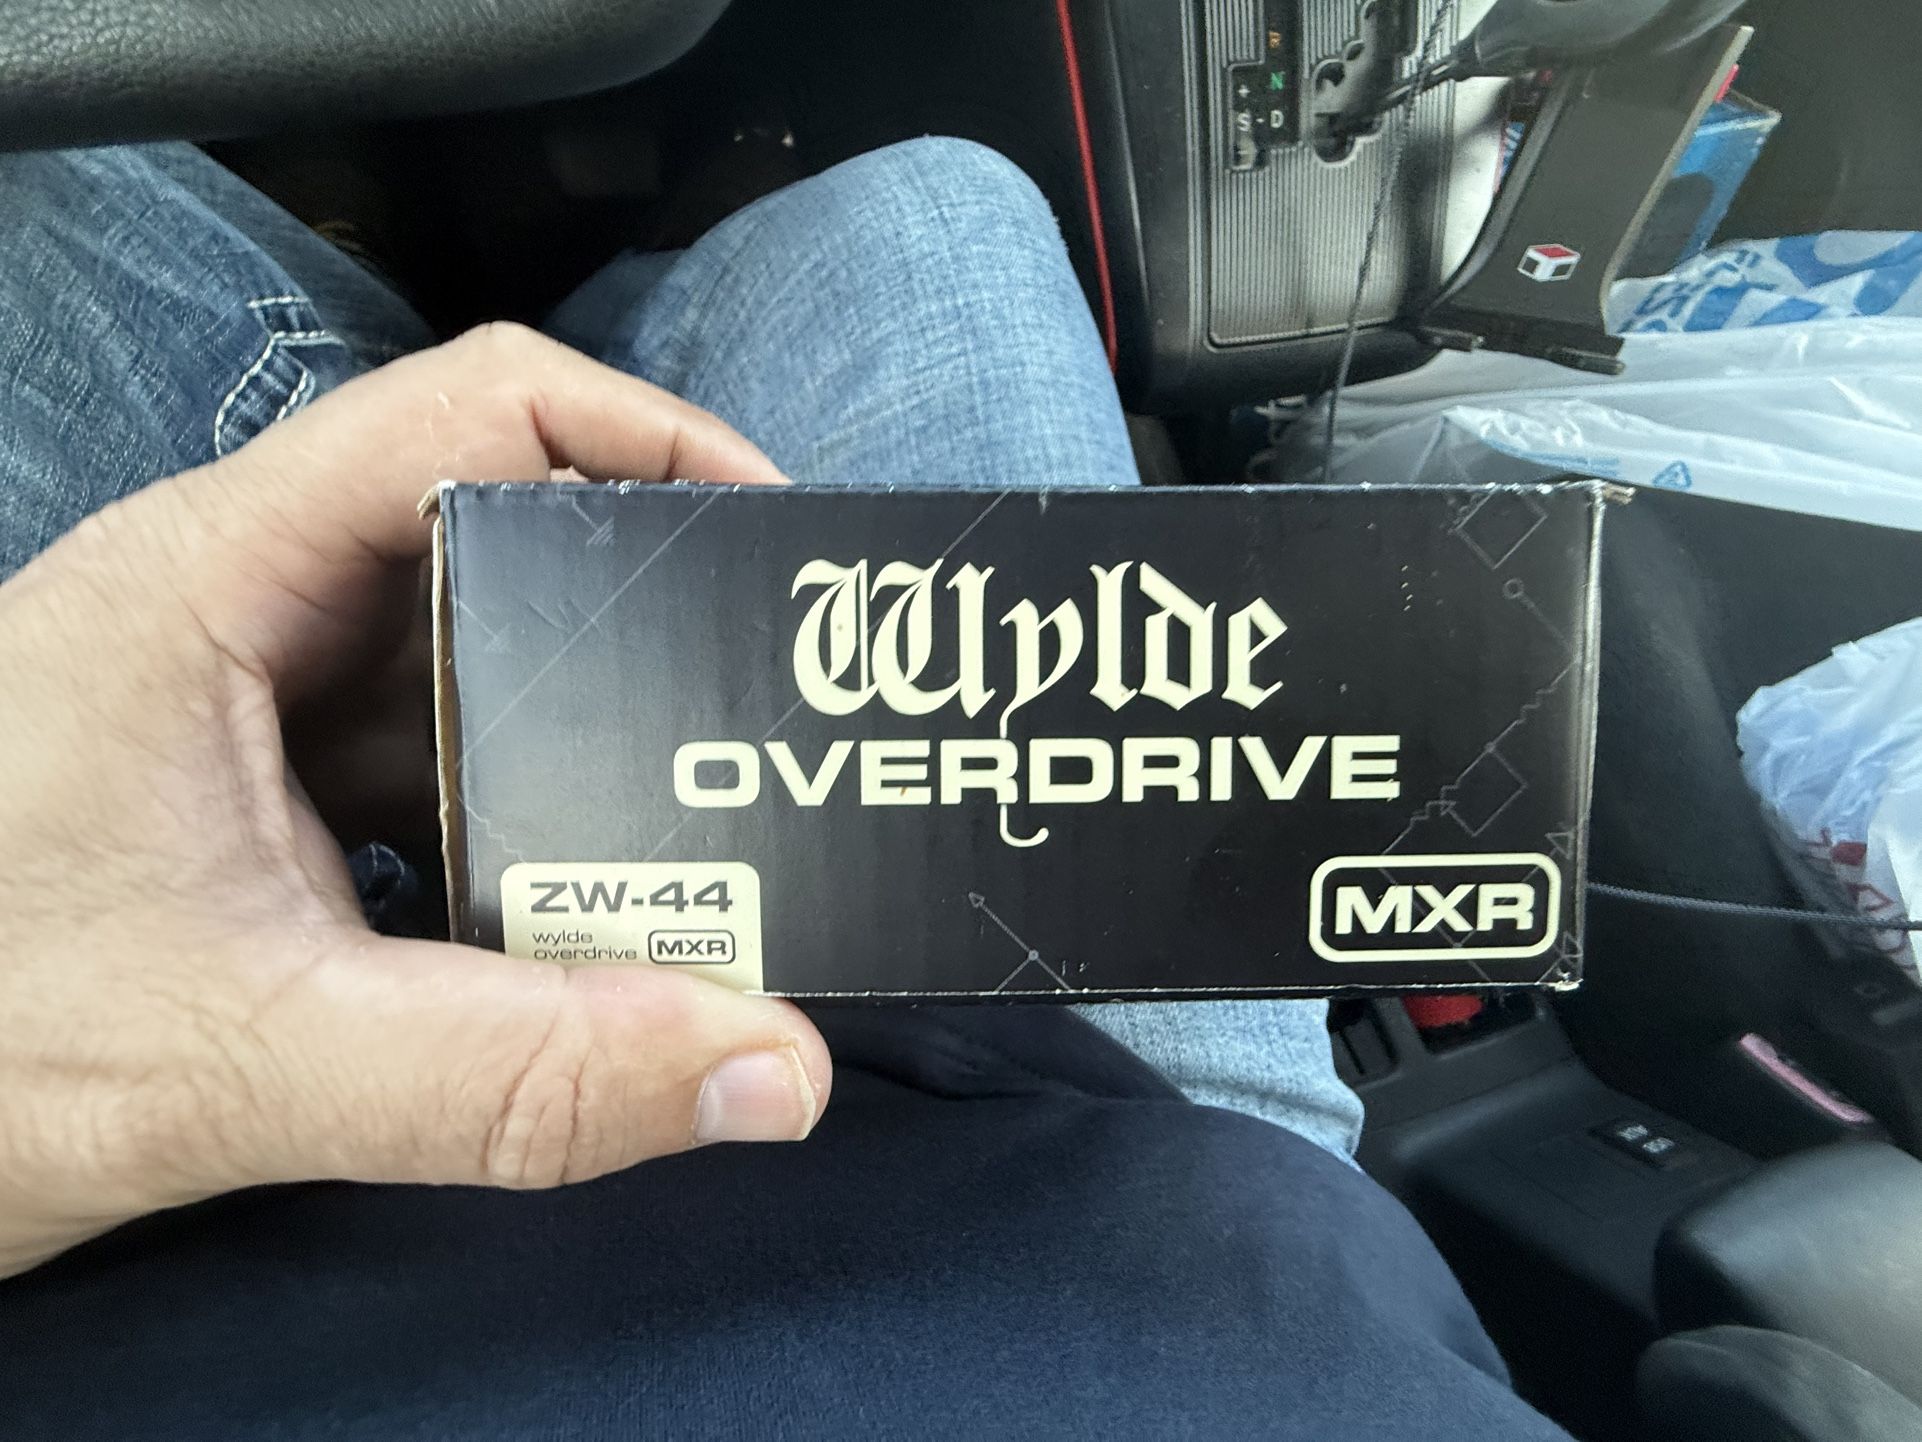 R
N
+
S - D
Wylde
OVERDRIVE
ZW-44
wylde
overdrive MXR
MXR